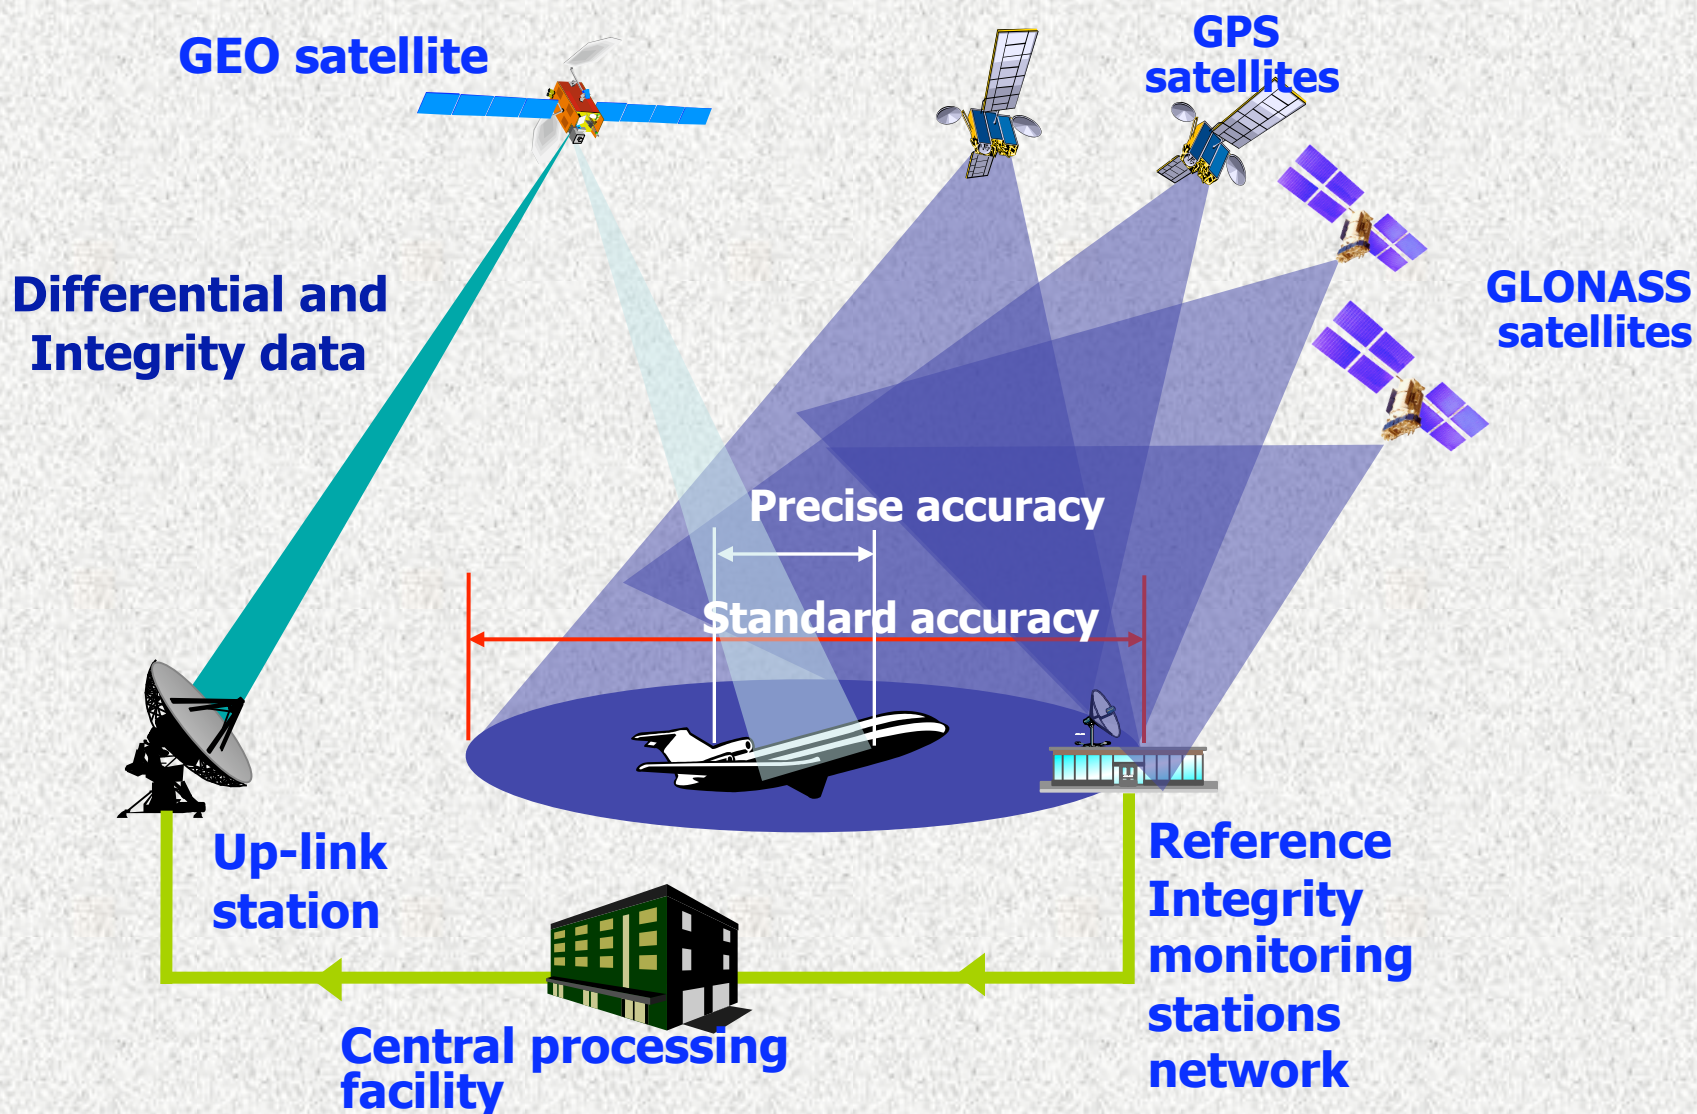 GEO satellite
GPS
satellites
Differential and
Integrity data
GLONASS
satellites
Precise accuracy
Standard accuracy
Up-link
station
Reference
Integrity
monitoring
stations
network
Central processing
facility